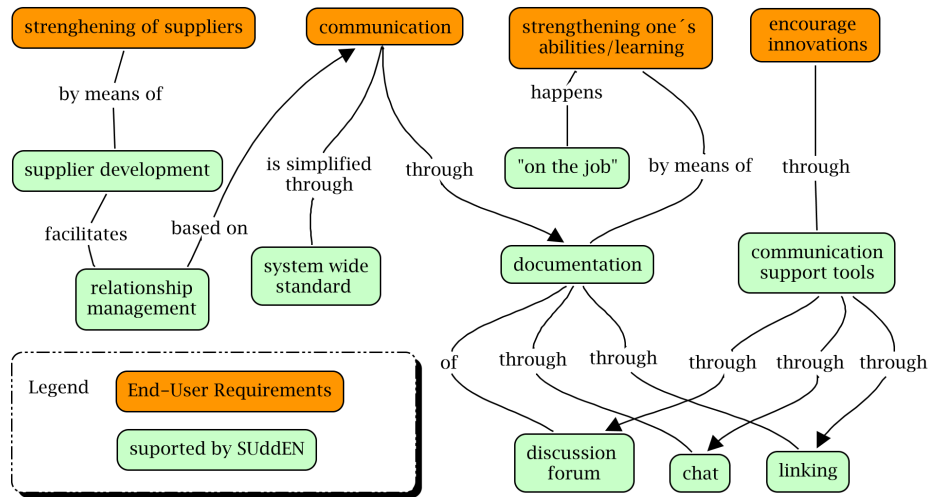 strenghening of suppliers
communication
strengthening one´s
abilities/learning
encourage
innovations
by means of
happens
is simplified
through
through
"on the job"
by means of
through
supplier development
facilitates
based on
relationship
management
system wide
standard
documentation
communication
support tools
of
through
through
through
through
through
discussion
forum
chat
linking
Legend
End-User Requirements
suported by SUddEN